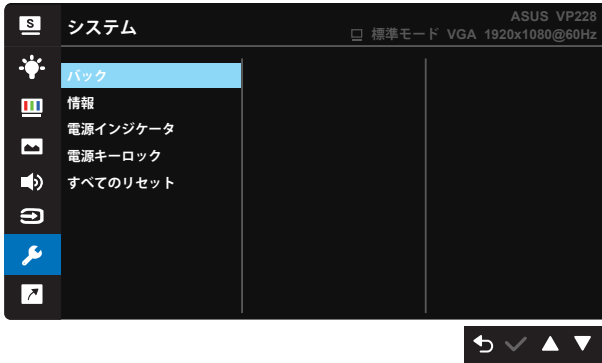 S
システム
ASUS VP228
標準モード VGA 1920x1080@60Hz
バック
情報
電源インジケータ
電源キーロック
すべてのリセット